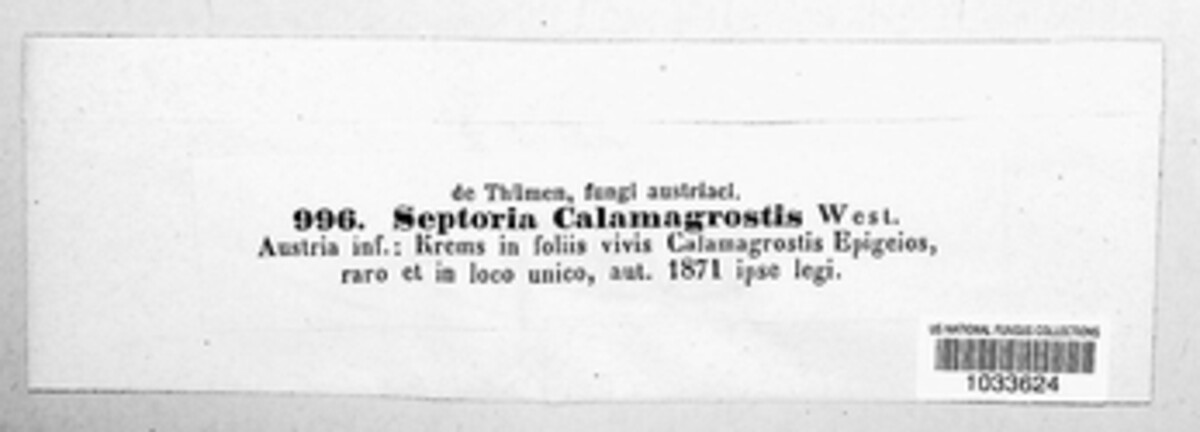 de Thümen, fungi austriaci.
996. Septoria Calamagrostis West.
Austria inf.: Krems in foliis vivis Calamagrostis Epigeios,
raro et in loco unico, aut. 1871 ipse legi.
US NATIONAL FUNGUS COLLECTIONS
1033624